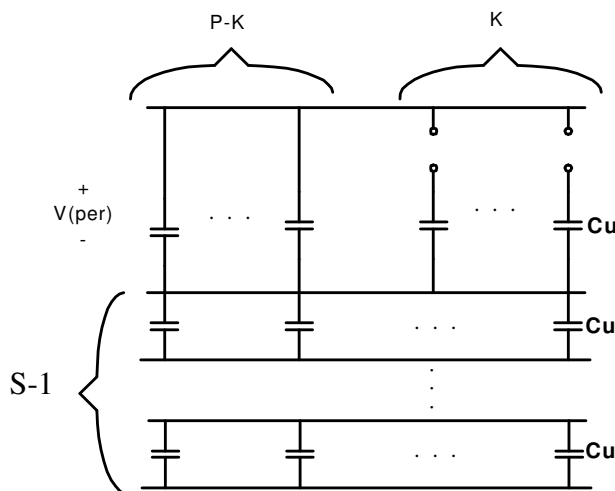 P-K
K
+
V(per)
-
. . .
. . .
Cu
. . .
Cu
S-1
. . .
. . .
Cu